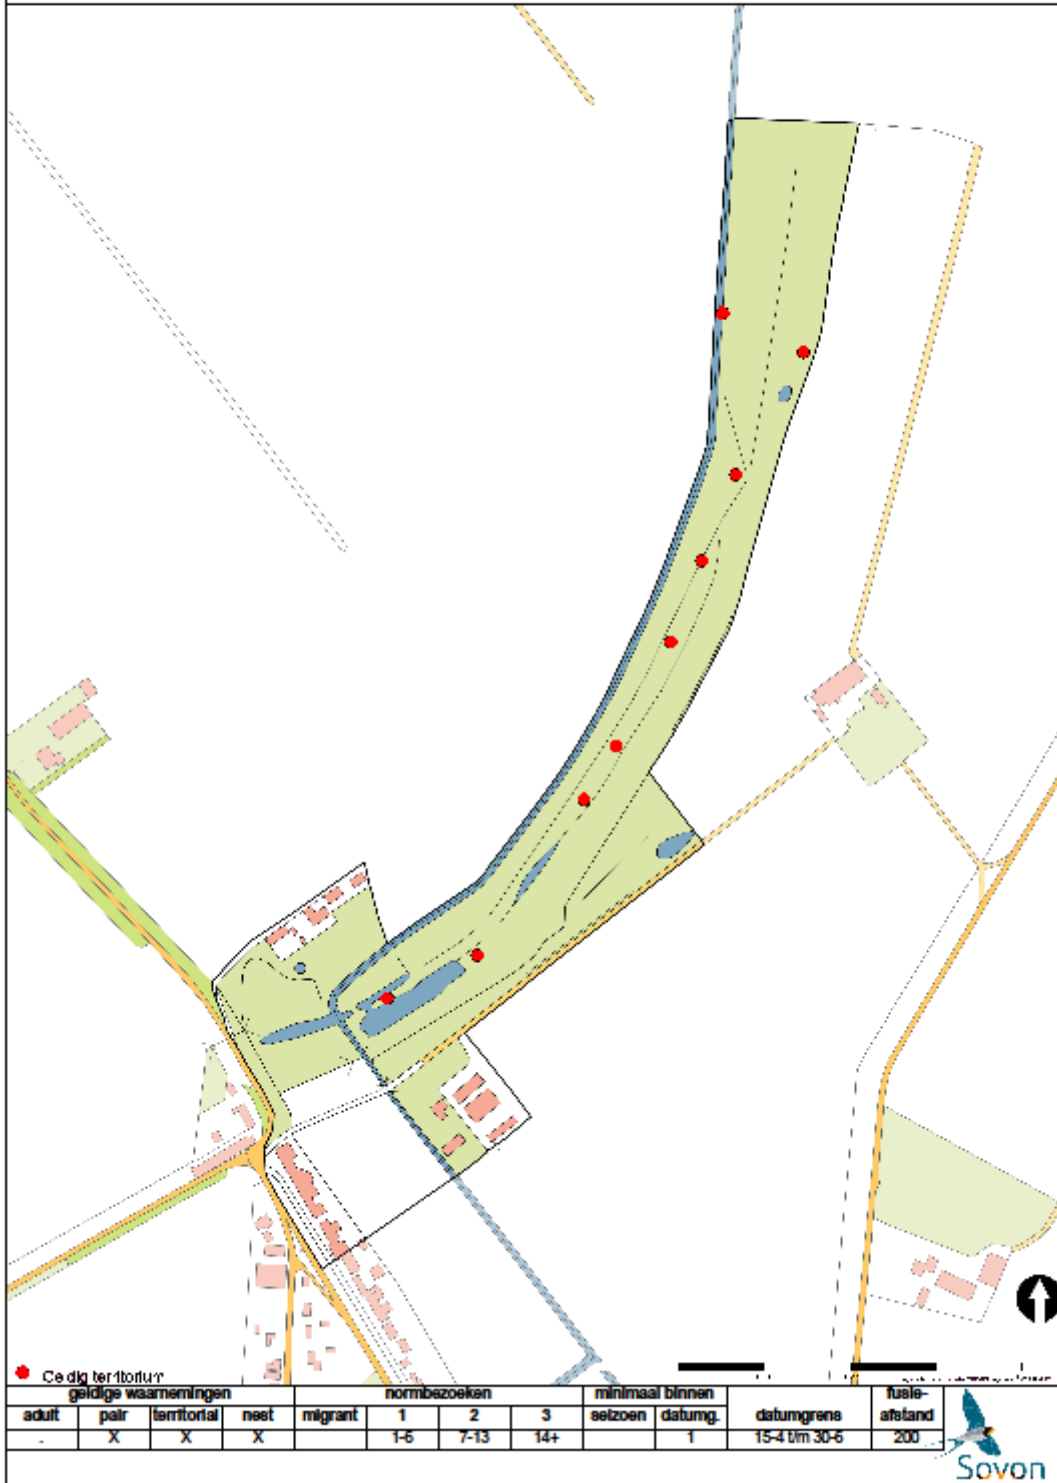 Geldig territorium
geldige waarnemingen normbezoeken minimaal binnen fusie-
adult pair territorial nest migrant 1 2 3 seizoen datumg. datumgrens afstand
. X X X 1-6 7-13 14+ 1 15-4 t/m 30-6 200
Sovon